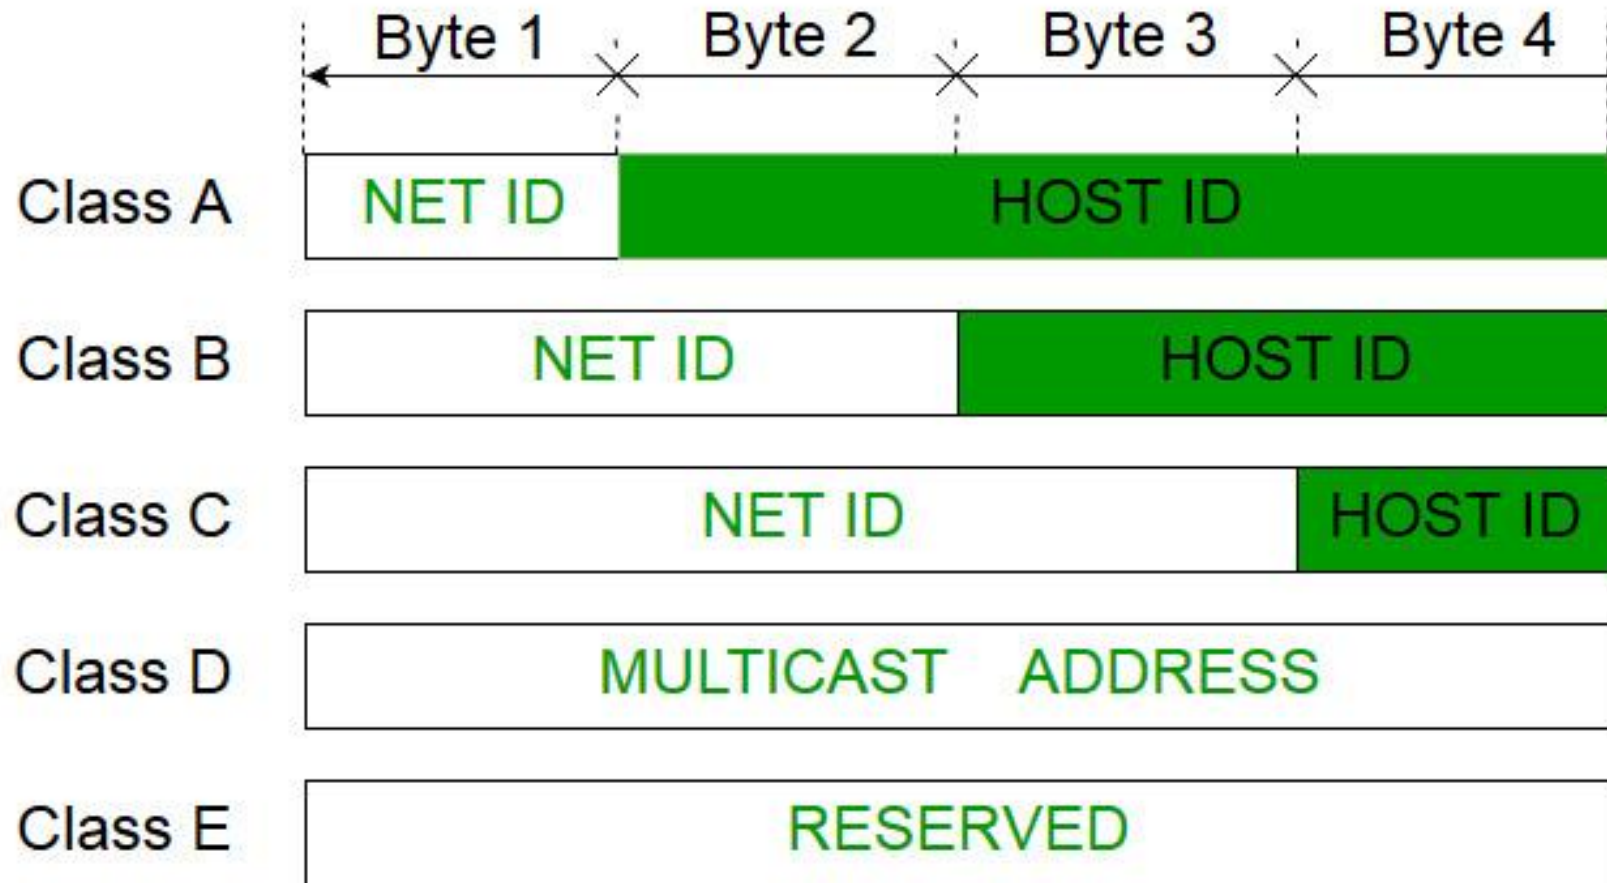 Byte 1 Byte 2 Byte 3 Byte 4
Class A NET ID HOST ID
Class B NET ID HOST ID
Class C NET ID HOST ID
Class D MULTICAST ADDRESS
Class E RESERVED